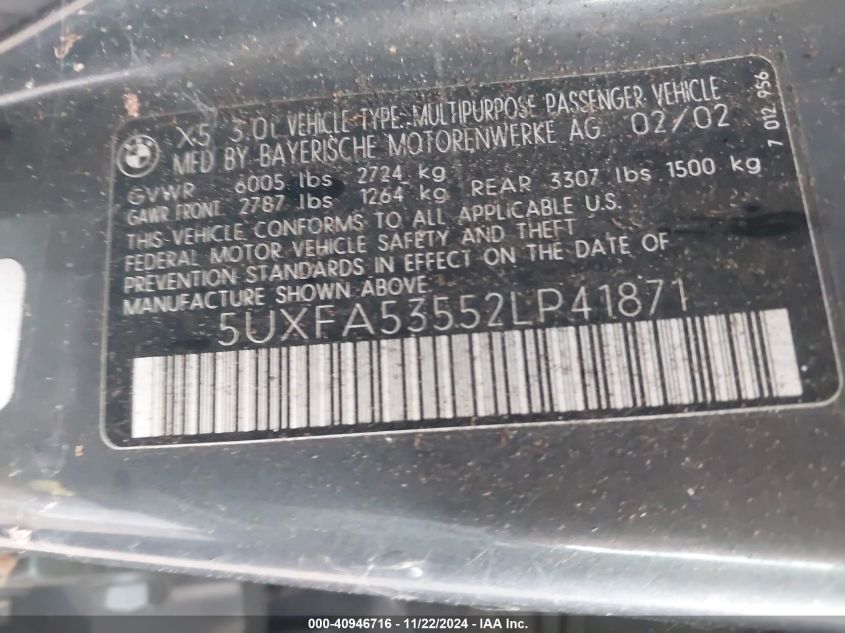 X5 3.0i VEHICLE TYPE: MULTIPURPOSE PASSENGER VEHICLE
MFD BY BAYERISCHE MOTORENWERKE AG 02/02
GVWR 6005 lbs 2724 kg
GAWR FRONT 2787 lbs 1264 kg REAR 3307 lbs 1500 kg
THIS VEHICLE CONFORMS TO ALL APPLICABLE U.S.
FEDERAL MOTOR VEHICLE SAFETY AND THEFT
PREVENTION STANDARDS IN EFFECT ON THE DATE OF
MANUFACTURE SHOWN ABOVE.
5UXFA53552LP41871
7 012 956
000-40946716 - 11/22/2024 - IAA Inc.